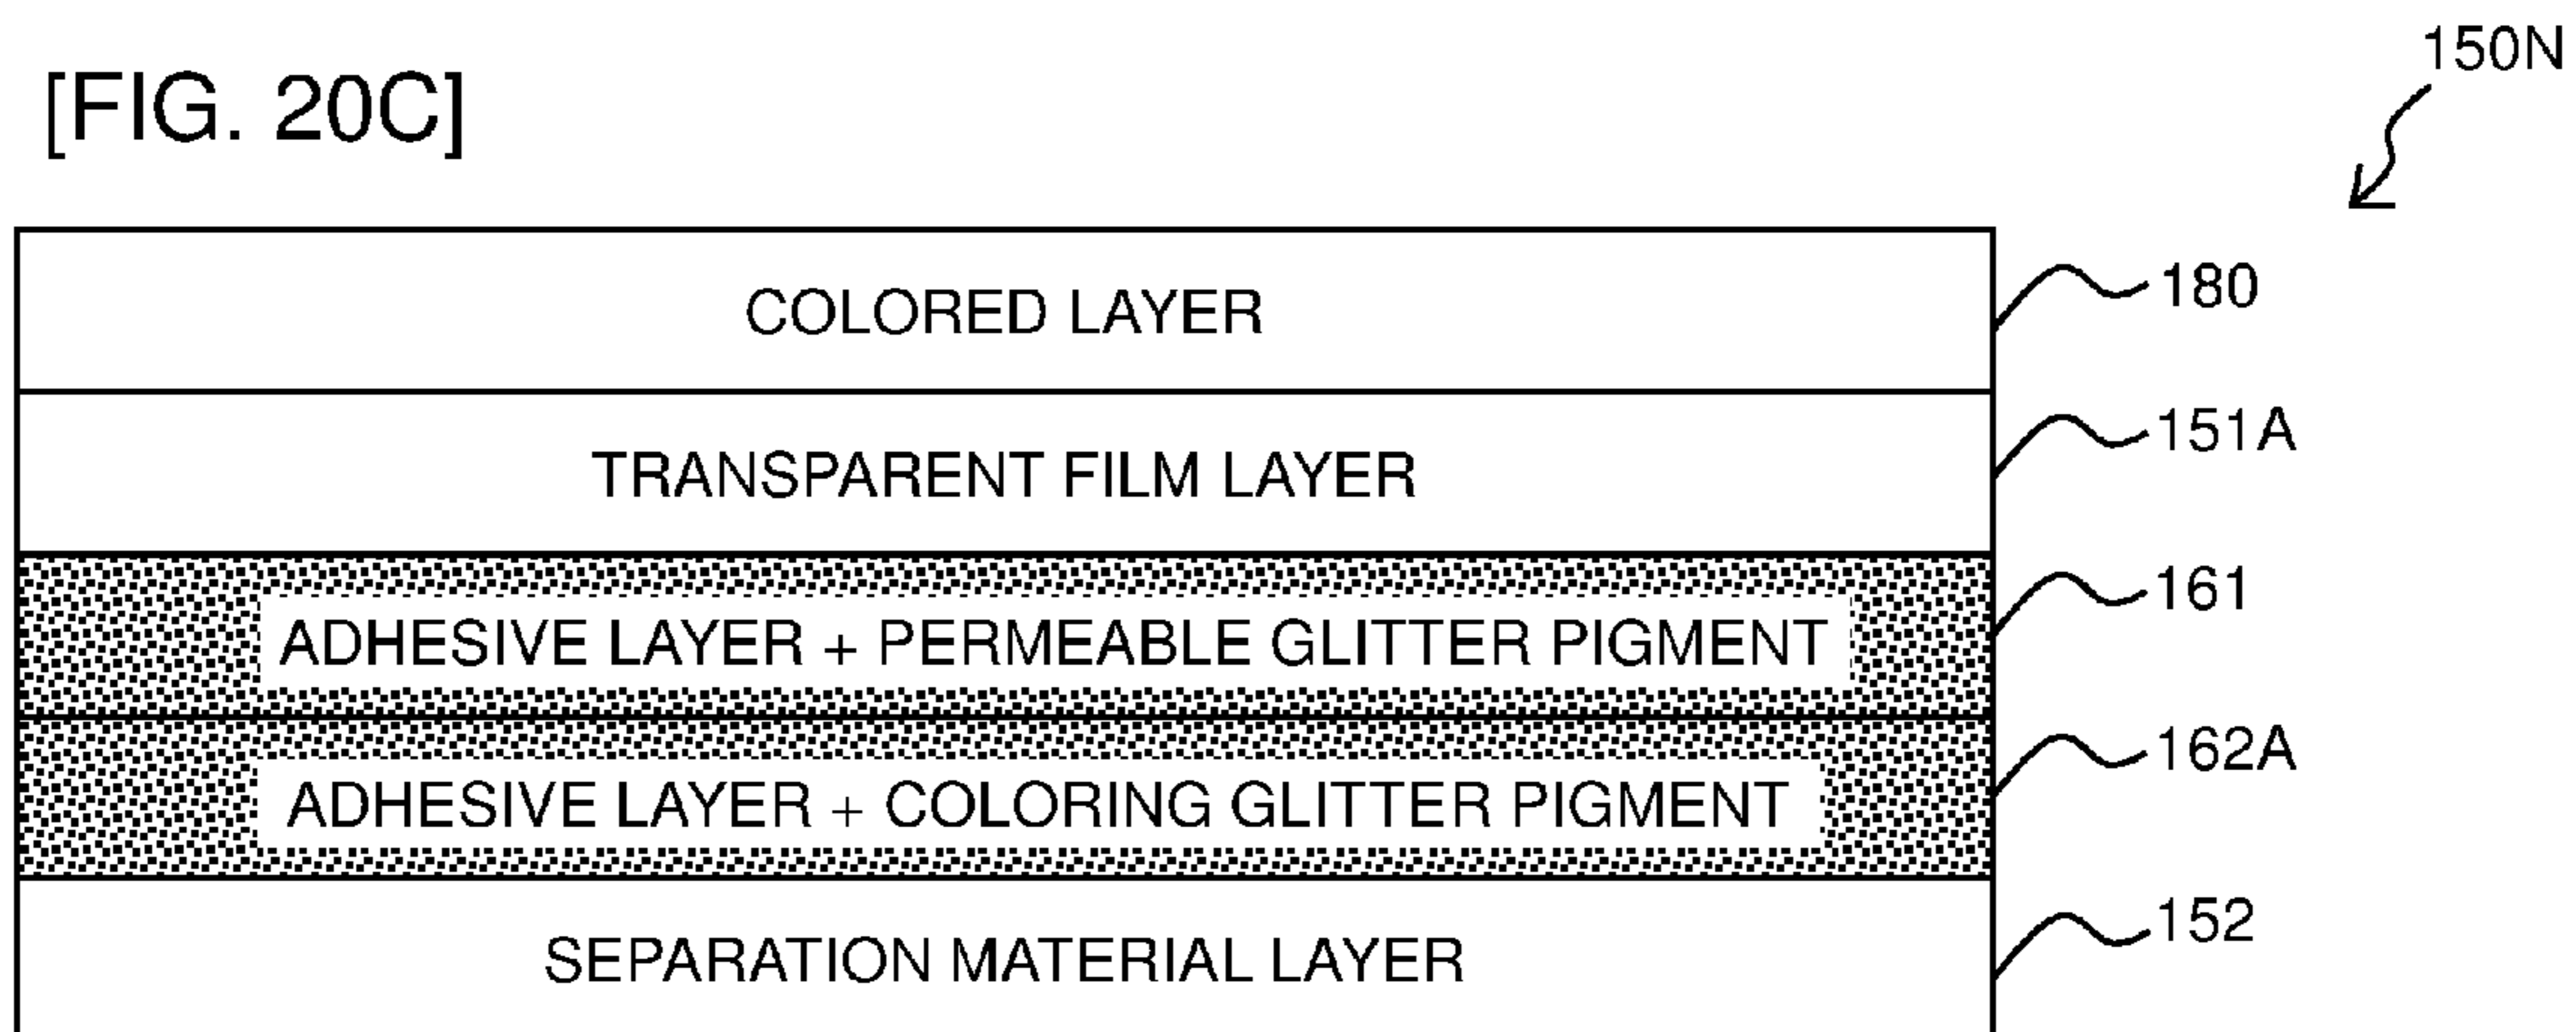 150N
[FIG. 20C]
COLORED LAYER 180
TRANSPARENT FILM LAYER 151A
ADHESIVE LAYER + PERMEABLE GLITTER PIGMENT 161
ADHESIVE LAYER + COLORING GLITTER PIGMENT 162A
SEPARATION MATERIAL LAYER 152